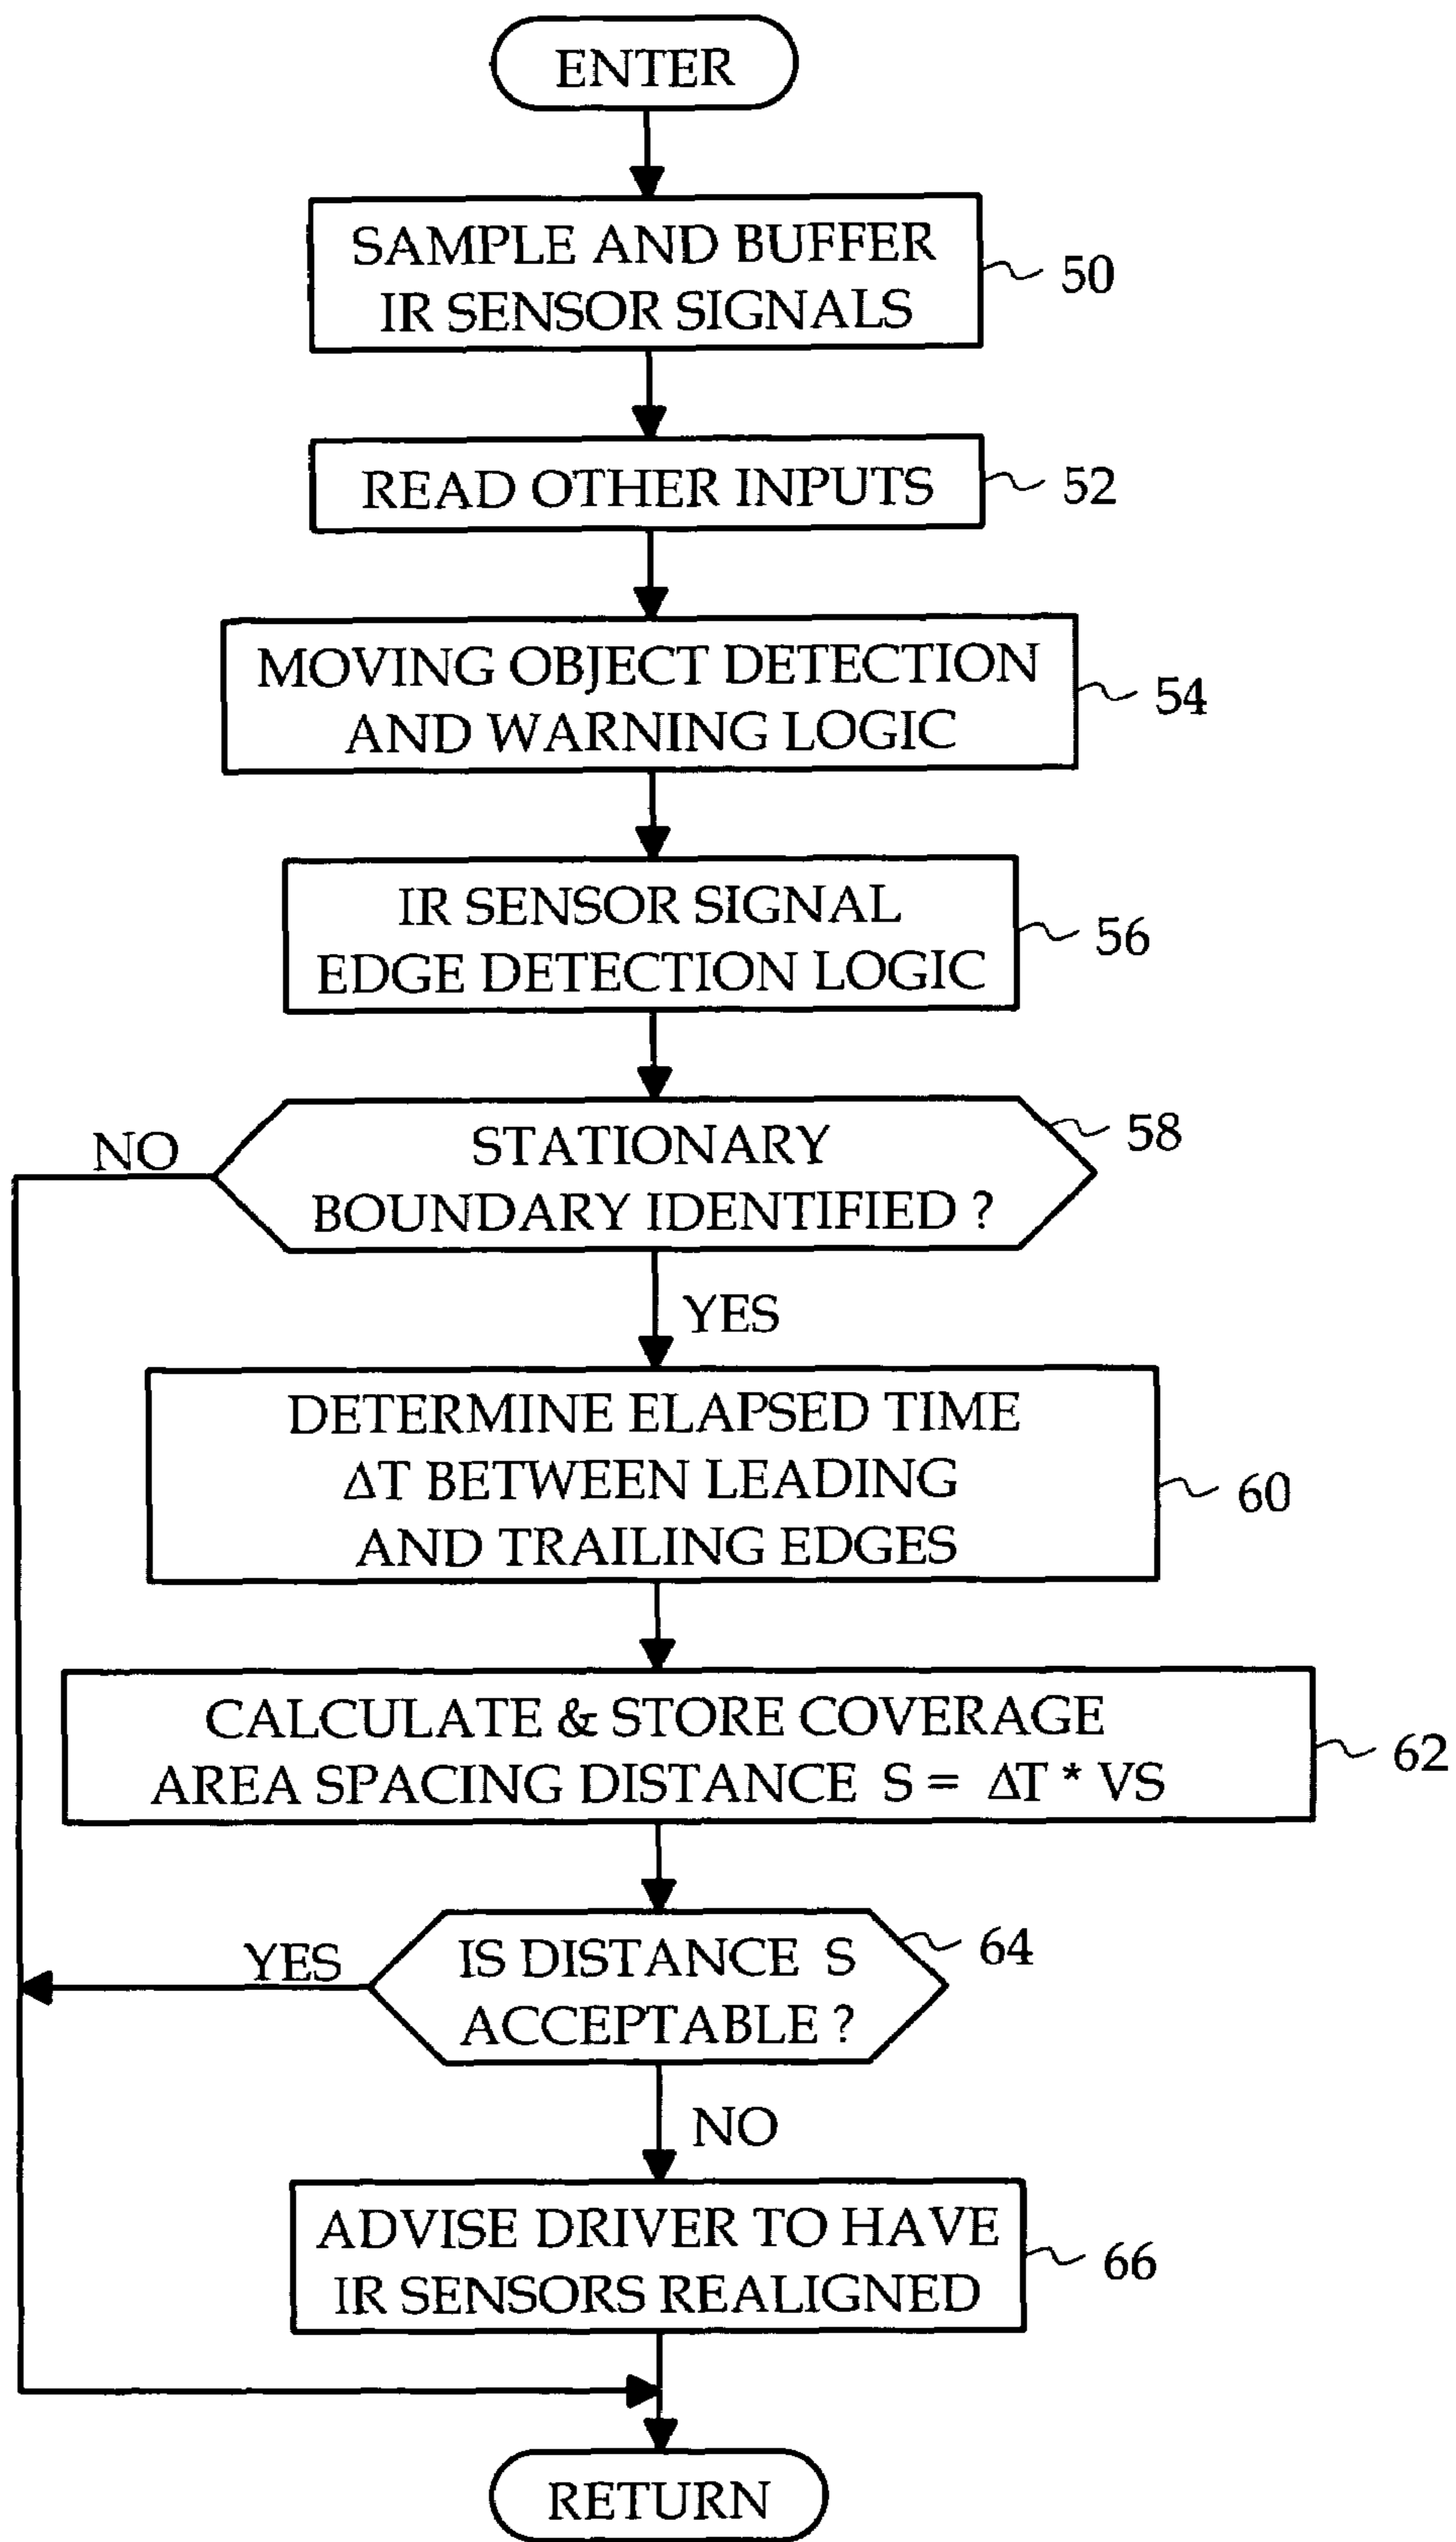 ENTER
SAMPLE AND BUFFER
IR SENSOR SIGNALS
50
READ OTHER INPUTS
52
MOVING OBJECT DETECTION
AND WARNING LOGIC
54
IR SENSOR SIGNAL
EDGE DETECTION LOGIC
56
NO
STATIONARY
BOUNDARY IDENTIFIED ?
58
YES
DETERMINE ELAPSED TIME
ΔT BETWEEN LEADING
AND TRAILING EDGES
60
CALCULATE & STORE COVERAGE
AREA SPACING DISTANCE S = ΔT * VS
62
YES
IS DISTANCE S
ACCEPTABLE ?
64
NO
ADVISE DRIVER TO HAVE
IR SENSORS REALIGNED
66
RETURN